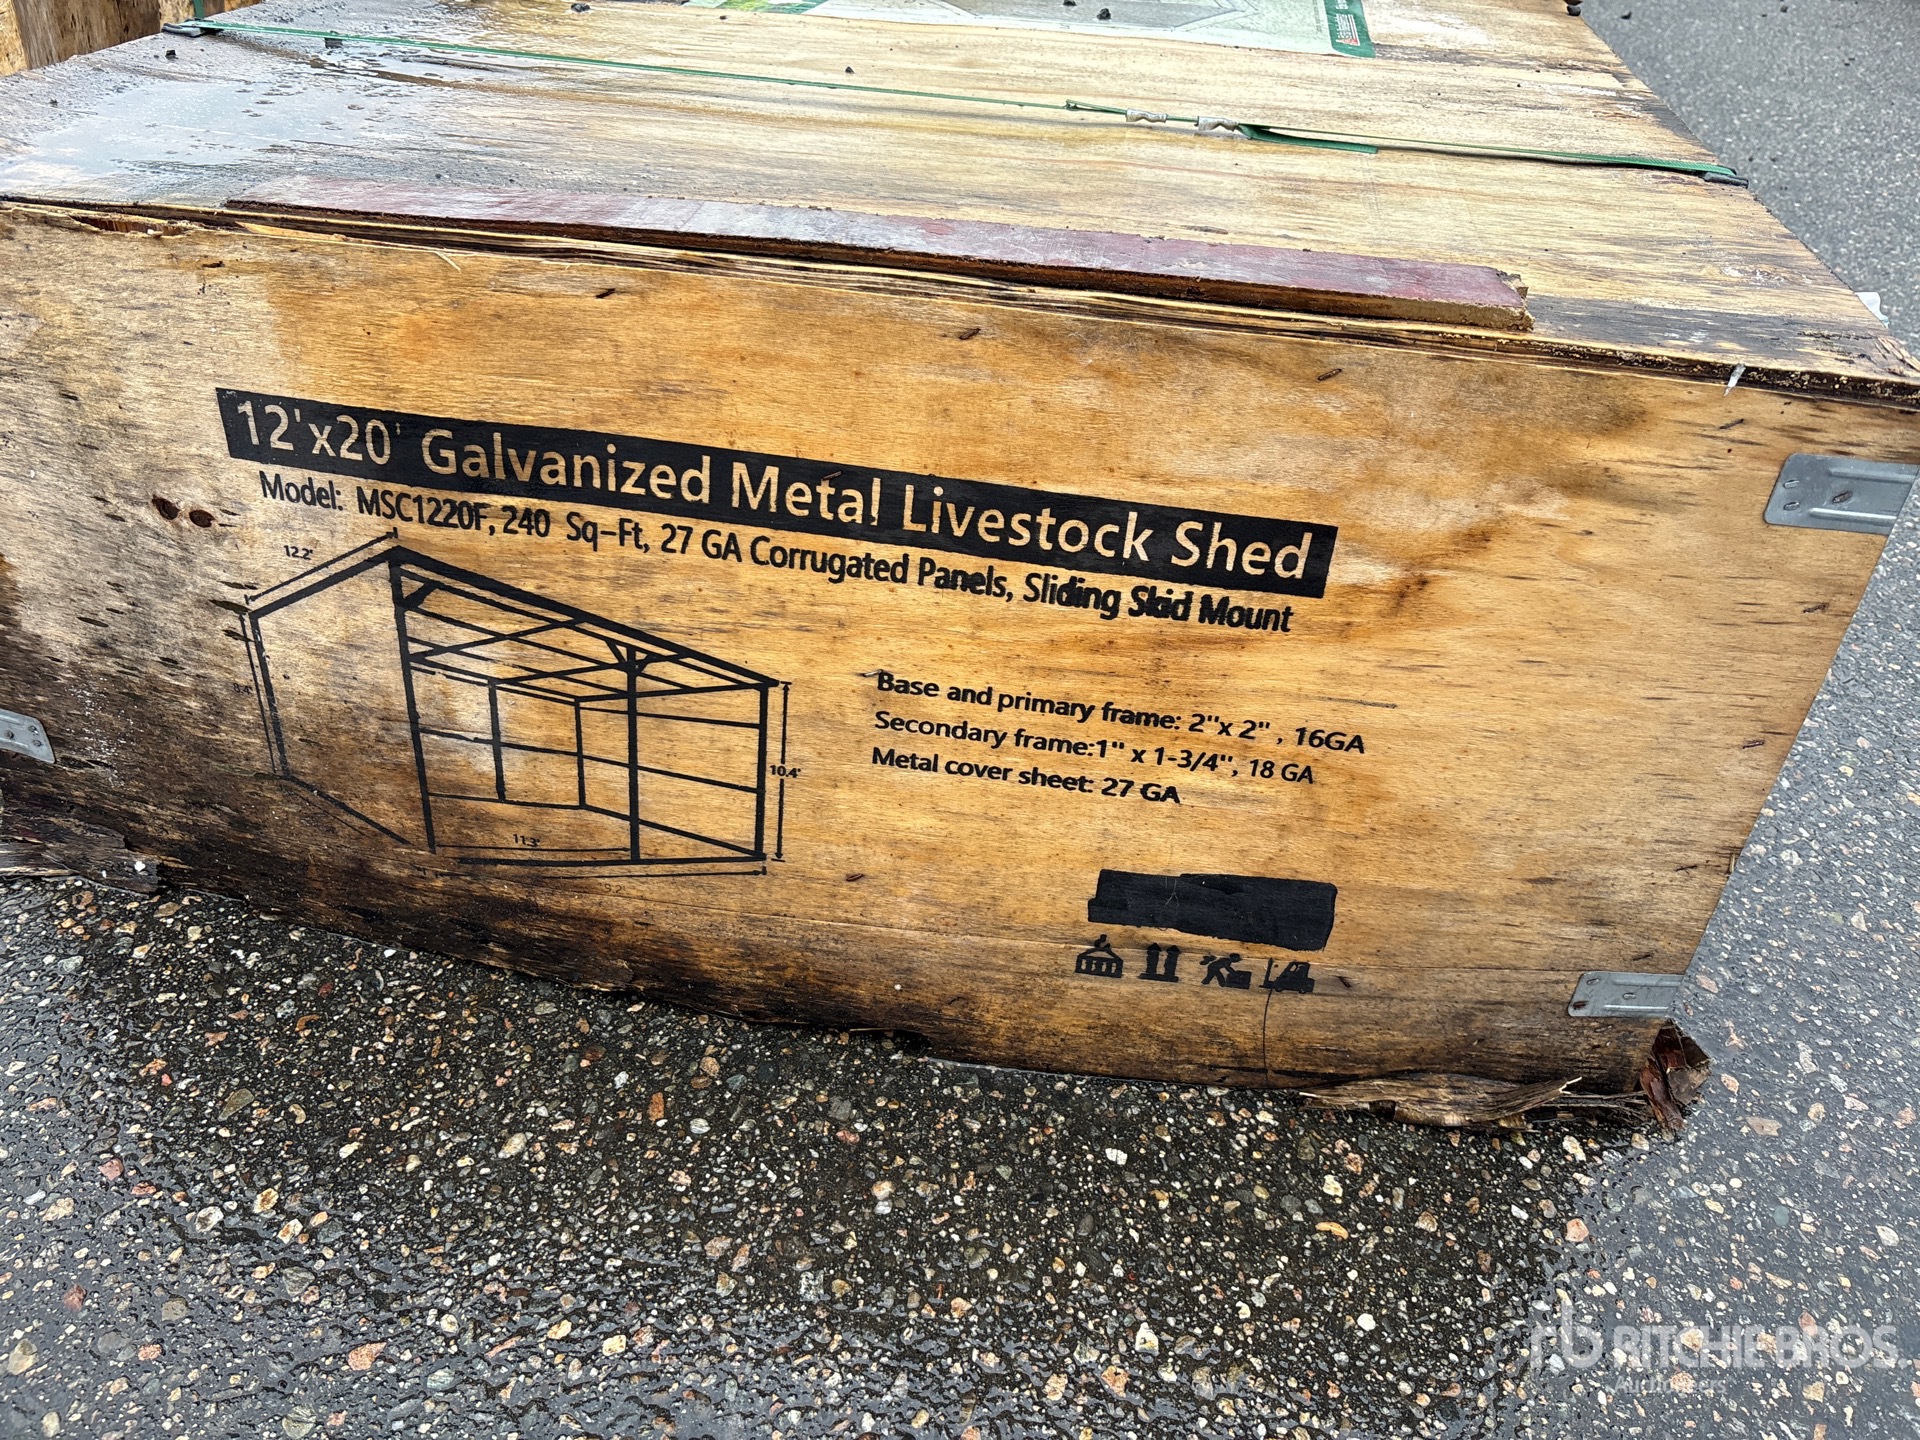 12'x20' Galvanized Metal Livestock Shed
Model: MSC1220F, 240 Sq-Ft, 27 GA Corrugated Panels, Sliding Skid Mount
12.2'
10.4'
11.3'
Base and primary frame: 2"x 2" , 16GA
Secondary frame:1" x 1-3/4", 18 GA
Metal cover sheet: 27 GA
rb RITCHIE BROS.
Auctioneers